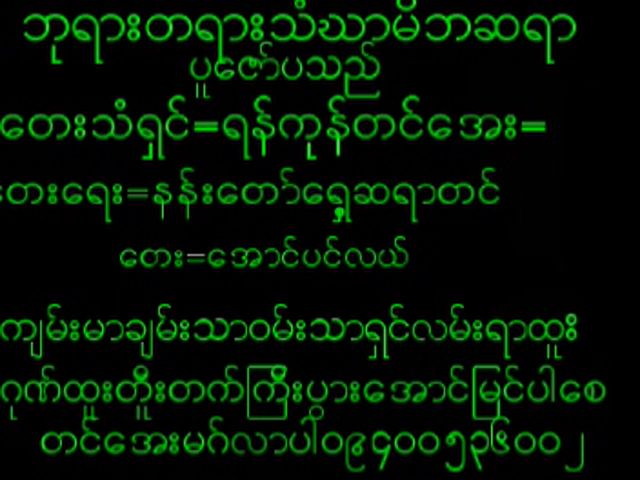 ဘုရားတရားသံဃာမိဘဆရာ
ပူဇော်ပသည်
တေးသံရှင်=ရန်ကုန်တင်အေး=
တေးရေး=နန်းတော်ရှေ့ဆရာတင်
တေး=အောင်ပင်လယ်
ကျမ်းမာချမ်းသာဝမ်းသာရှင်လမ်းရာထူး
ဂုဏ်ထူးတိူးတက်ကြီးပွားအောင်မြင်ပါစေ
တင်အေးမင်္ဂလာပါ၀၉၄၀၀၅၃၆၀၀၂